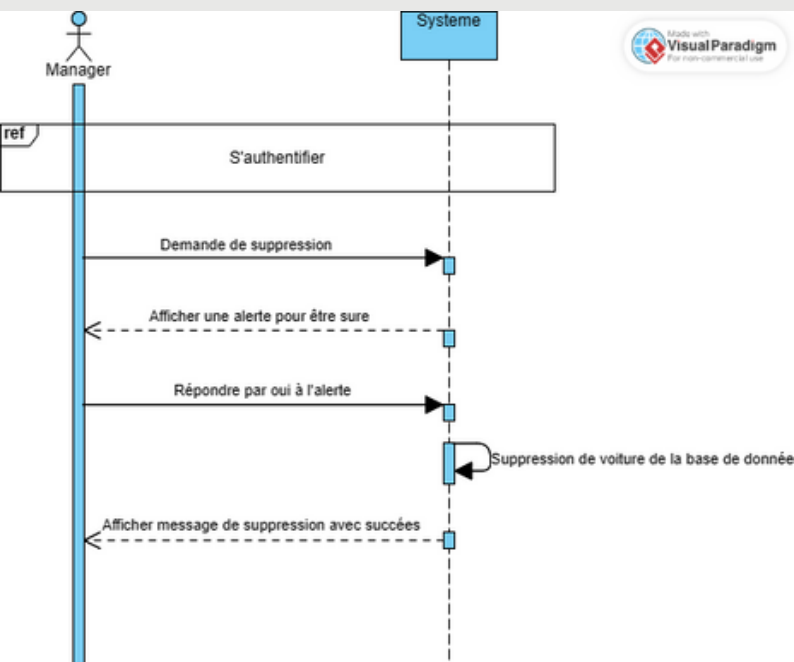 Systeme
Made with
Visual Paradigm
For non-commercial use
Manager
ref
S'authentifier
Demande de suppression
Afficher une alerte pour être sure
Répondre par oui à l'alerte
Suppression de voiture de la base de donnée
Afficher message de suppression avec succées